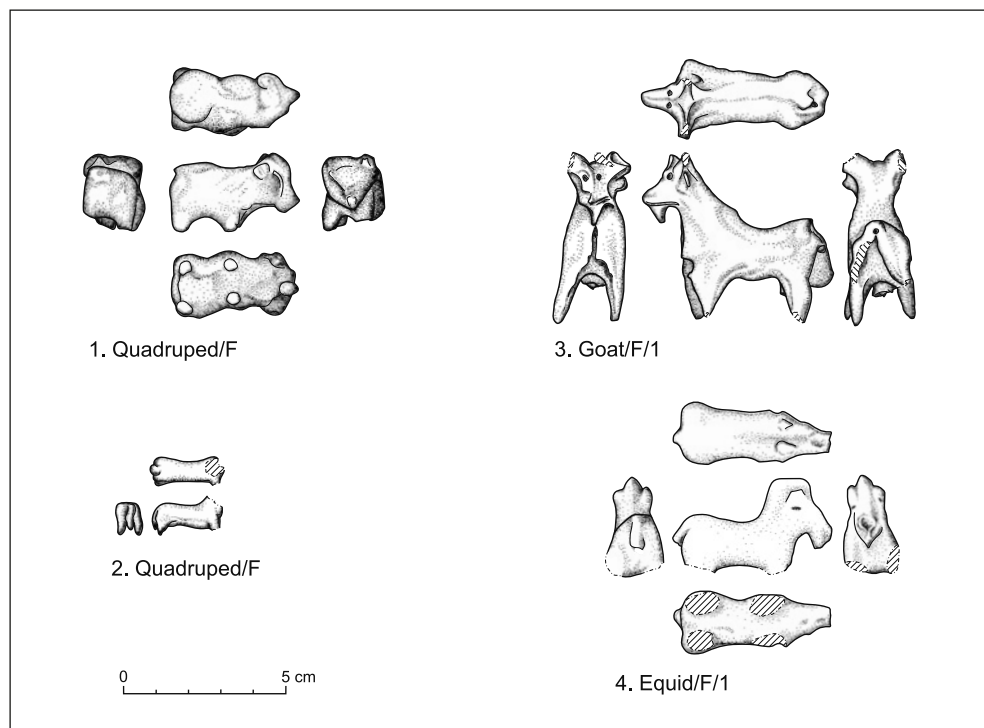 1. Quadruped/F
3. Goat/F/1
2. Quadruped/F
0 5 cm
4. Equid/F/1